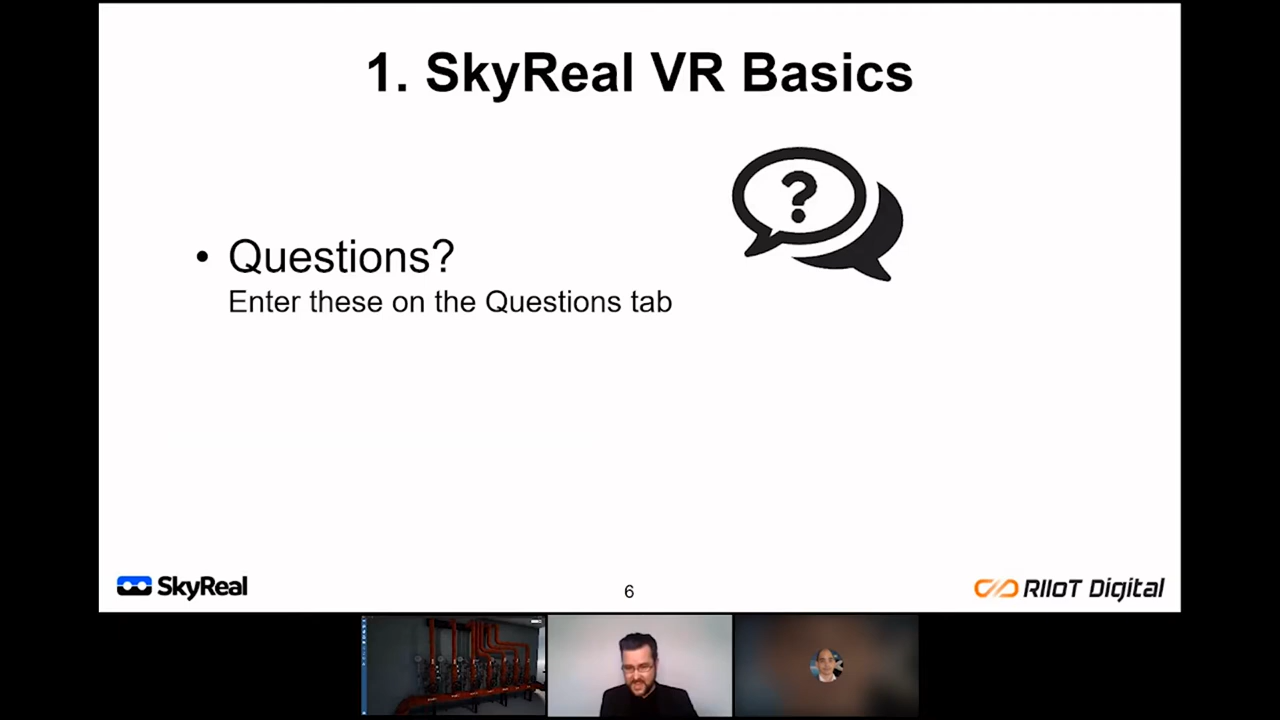 1. SkyReal VR Basics
?
• Questions?
Enter these on the Questions tab
SkyReal
6
RIIoT Digital